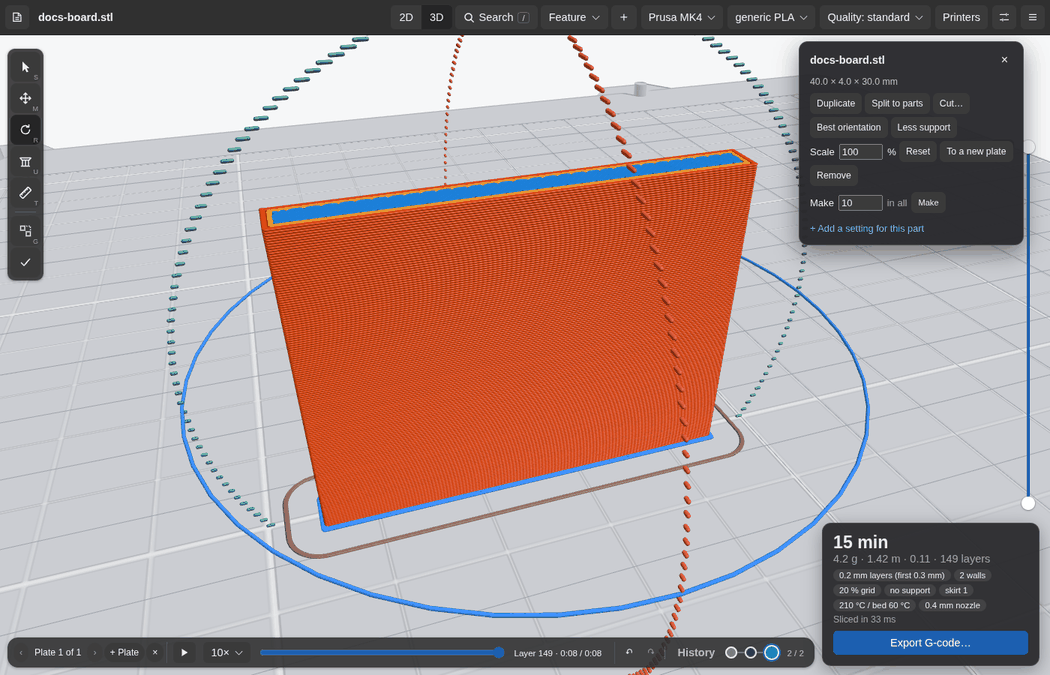 docs-board.stl
2D 3D Search / Feature + Prusa MK4 generic PLA Quality: standard Printers
S
M
R
U
T
G
docs-board.stl ×
40.0 × 4.0 × 30.0 mm
Duplicate Split to parts Cut…
Best orientation Less support
Scale 100 % Reset To a new plate
Remove
Make 10 in all Make
+ Add a setting for this part
15 min
4.2 g · 1.42 m · 0.11 · 149 layers
0.2 mm layers (first 0.3 mm) 2 walls
20 % grid no support skirt 1
210 °C / bed 60 °C 0.4 mm nozzle
Sliced in 33 ms
Export G-code…
‹ Plate 1 of 1 › + Plate × 10× Layer 149 · 0:08 / 0:08 History 2 / 2